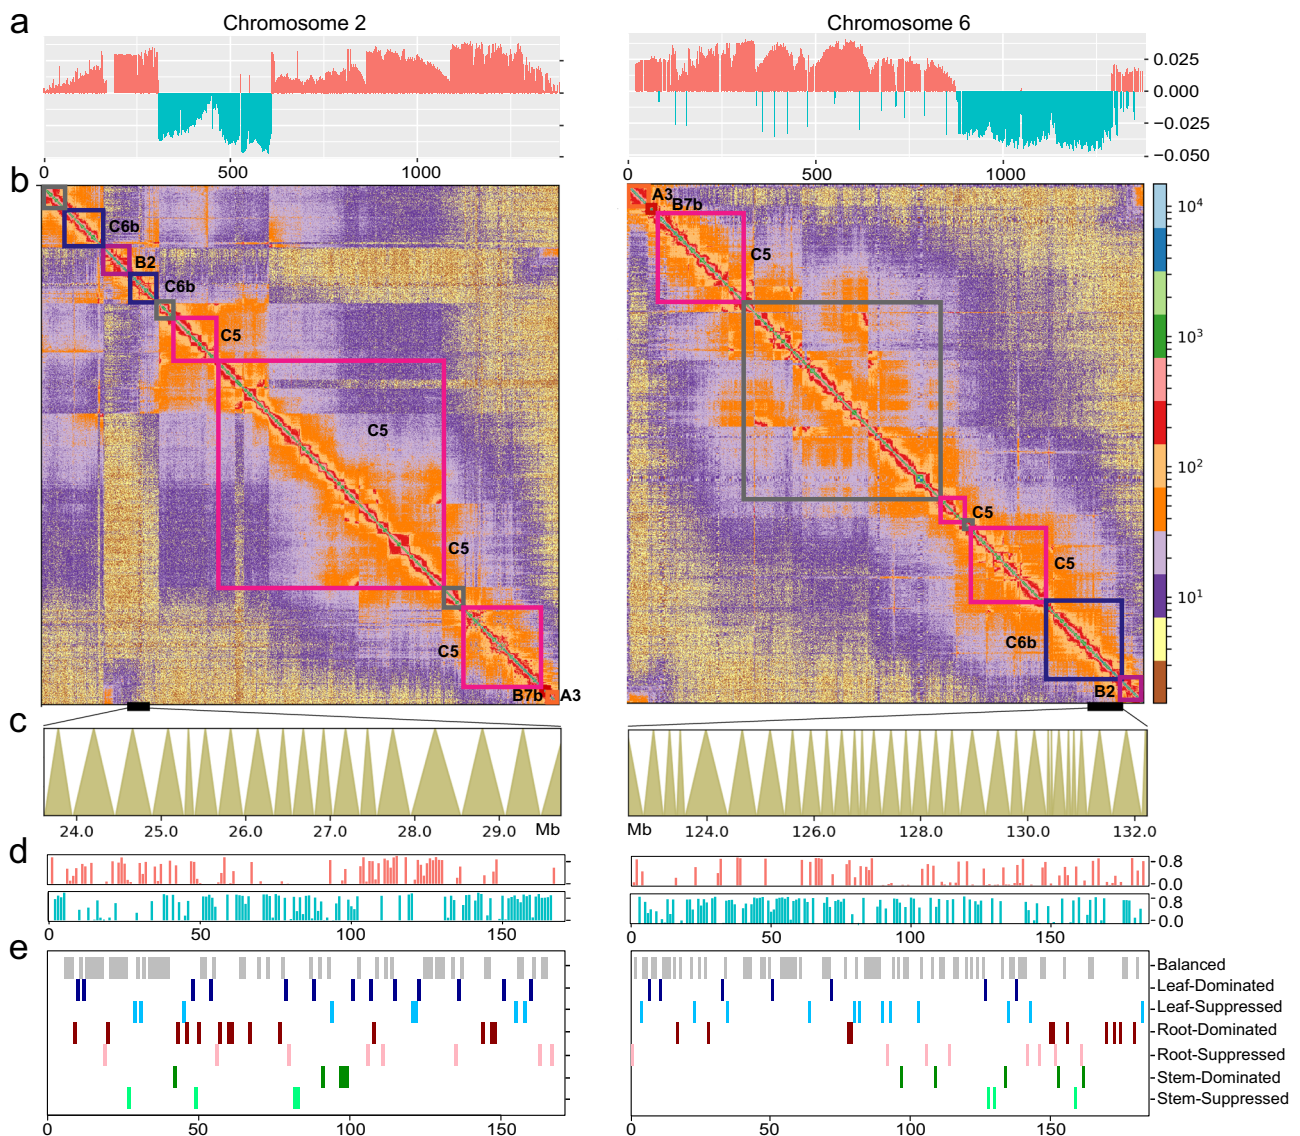 a
Chromosome 2
Chromosome 6
0.025
0.000
−0.025
−0.050
0
500
1000
0
500
1000
b
C6b
B2
C6b
C5
C5
C5
C5
B7b
A3
A3
B7b
C5
C5
C5
C6b
B2
10⁴
10³
10²
10¹
c
24.0
25.0
26.0
27.0
28.0
29.0
Mb
Mb
124.0
126.0
128.0
130.0
132.0
d
0.8
0.0
0.8
0.0
0
50
100
150
0
50
100
150
e
Balanced
Leaf-Dominated
Leaf-Suppressed
Root-Dominated
Root-Suppressed
Stem-Dominated
Stem-Suppressed
0
50
100
150
0
50
100
150